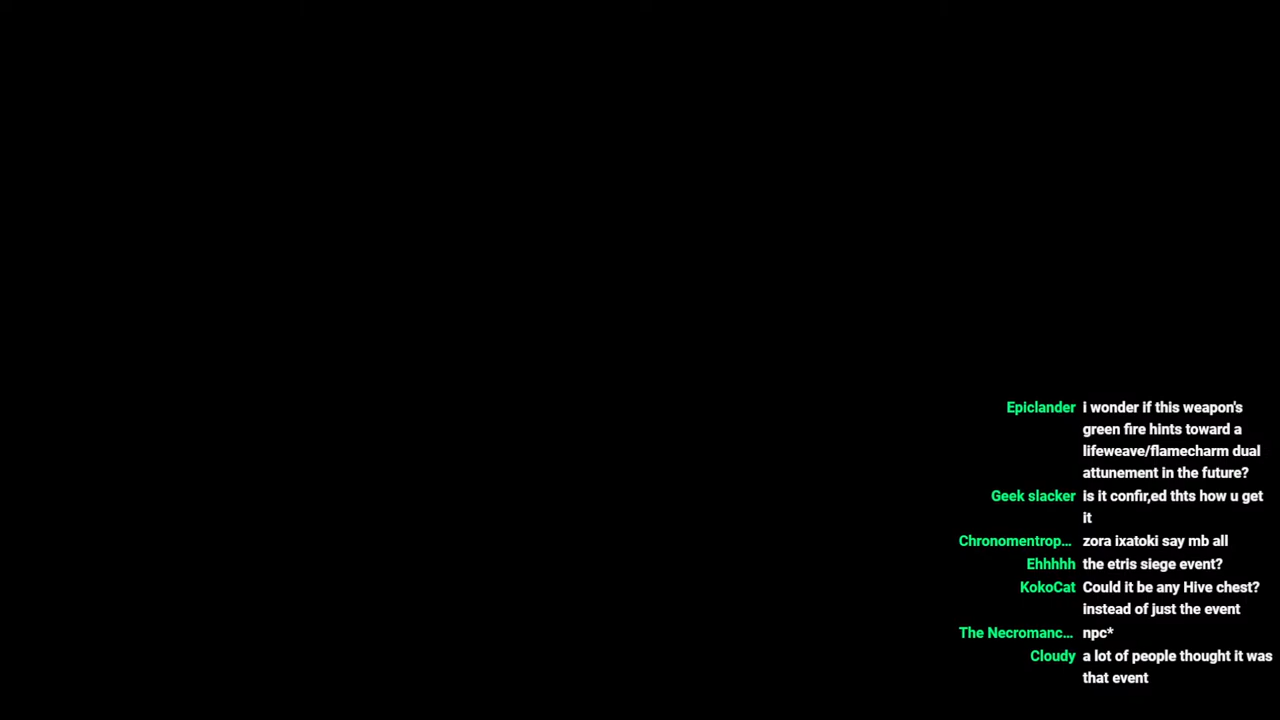 Epiclander i wonder if this weapon's
green fire hints toward a
lifeweave/flamecharm dual
attunement in the future?
Geek slacker is it confir,ed thts how u get
it
Chronomentrop... zora ixatoki say mb all
Ehhhhh the etris siege event?
KokoCat Could it be any Hive chest?
instead of just the event
The Necromanc... npc*
Cloudy a lot of people thought it was
that event